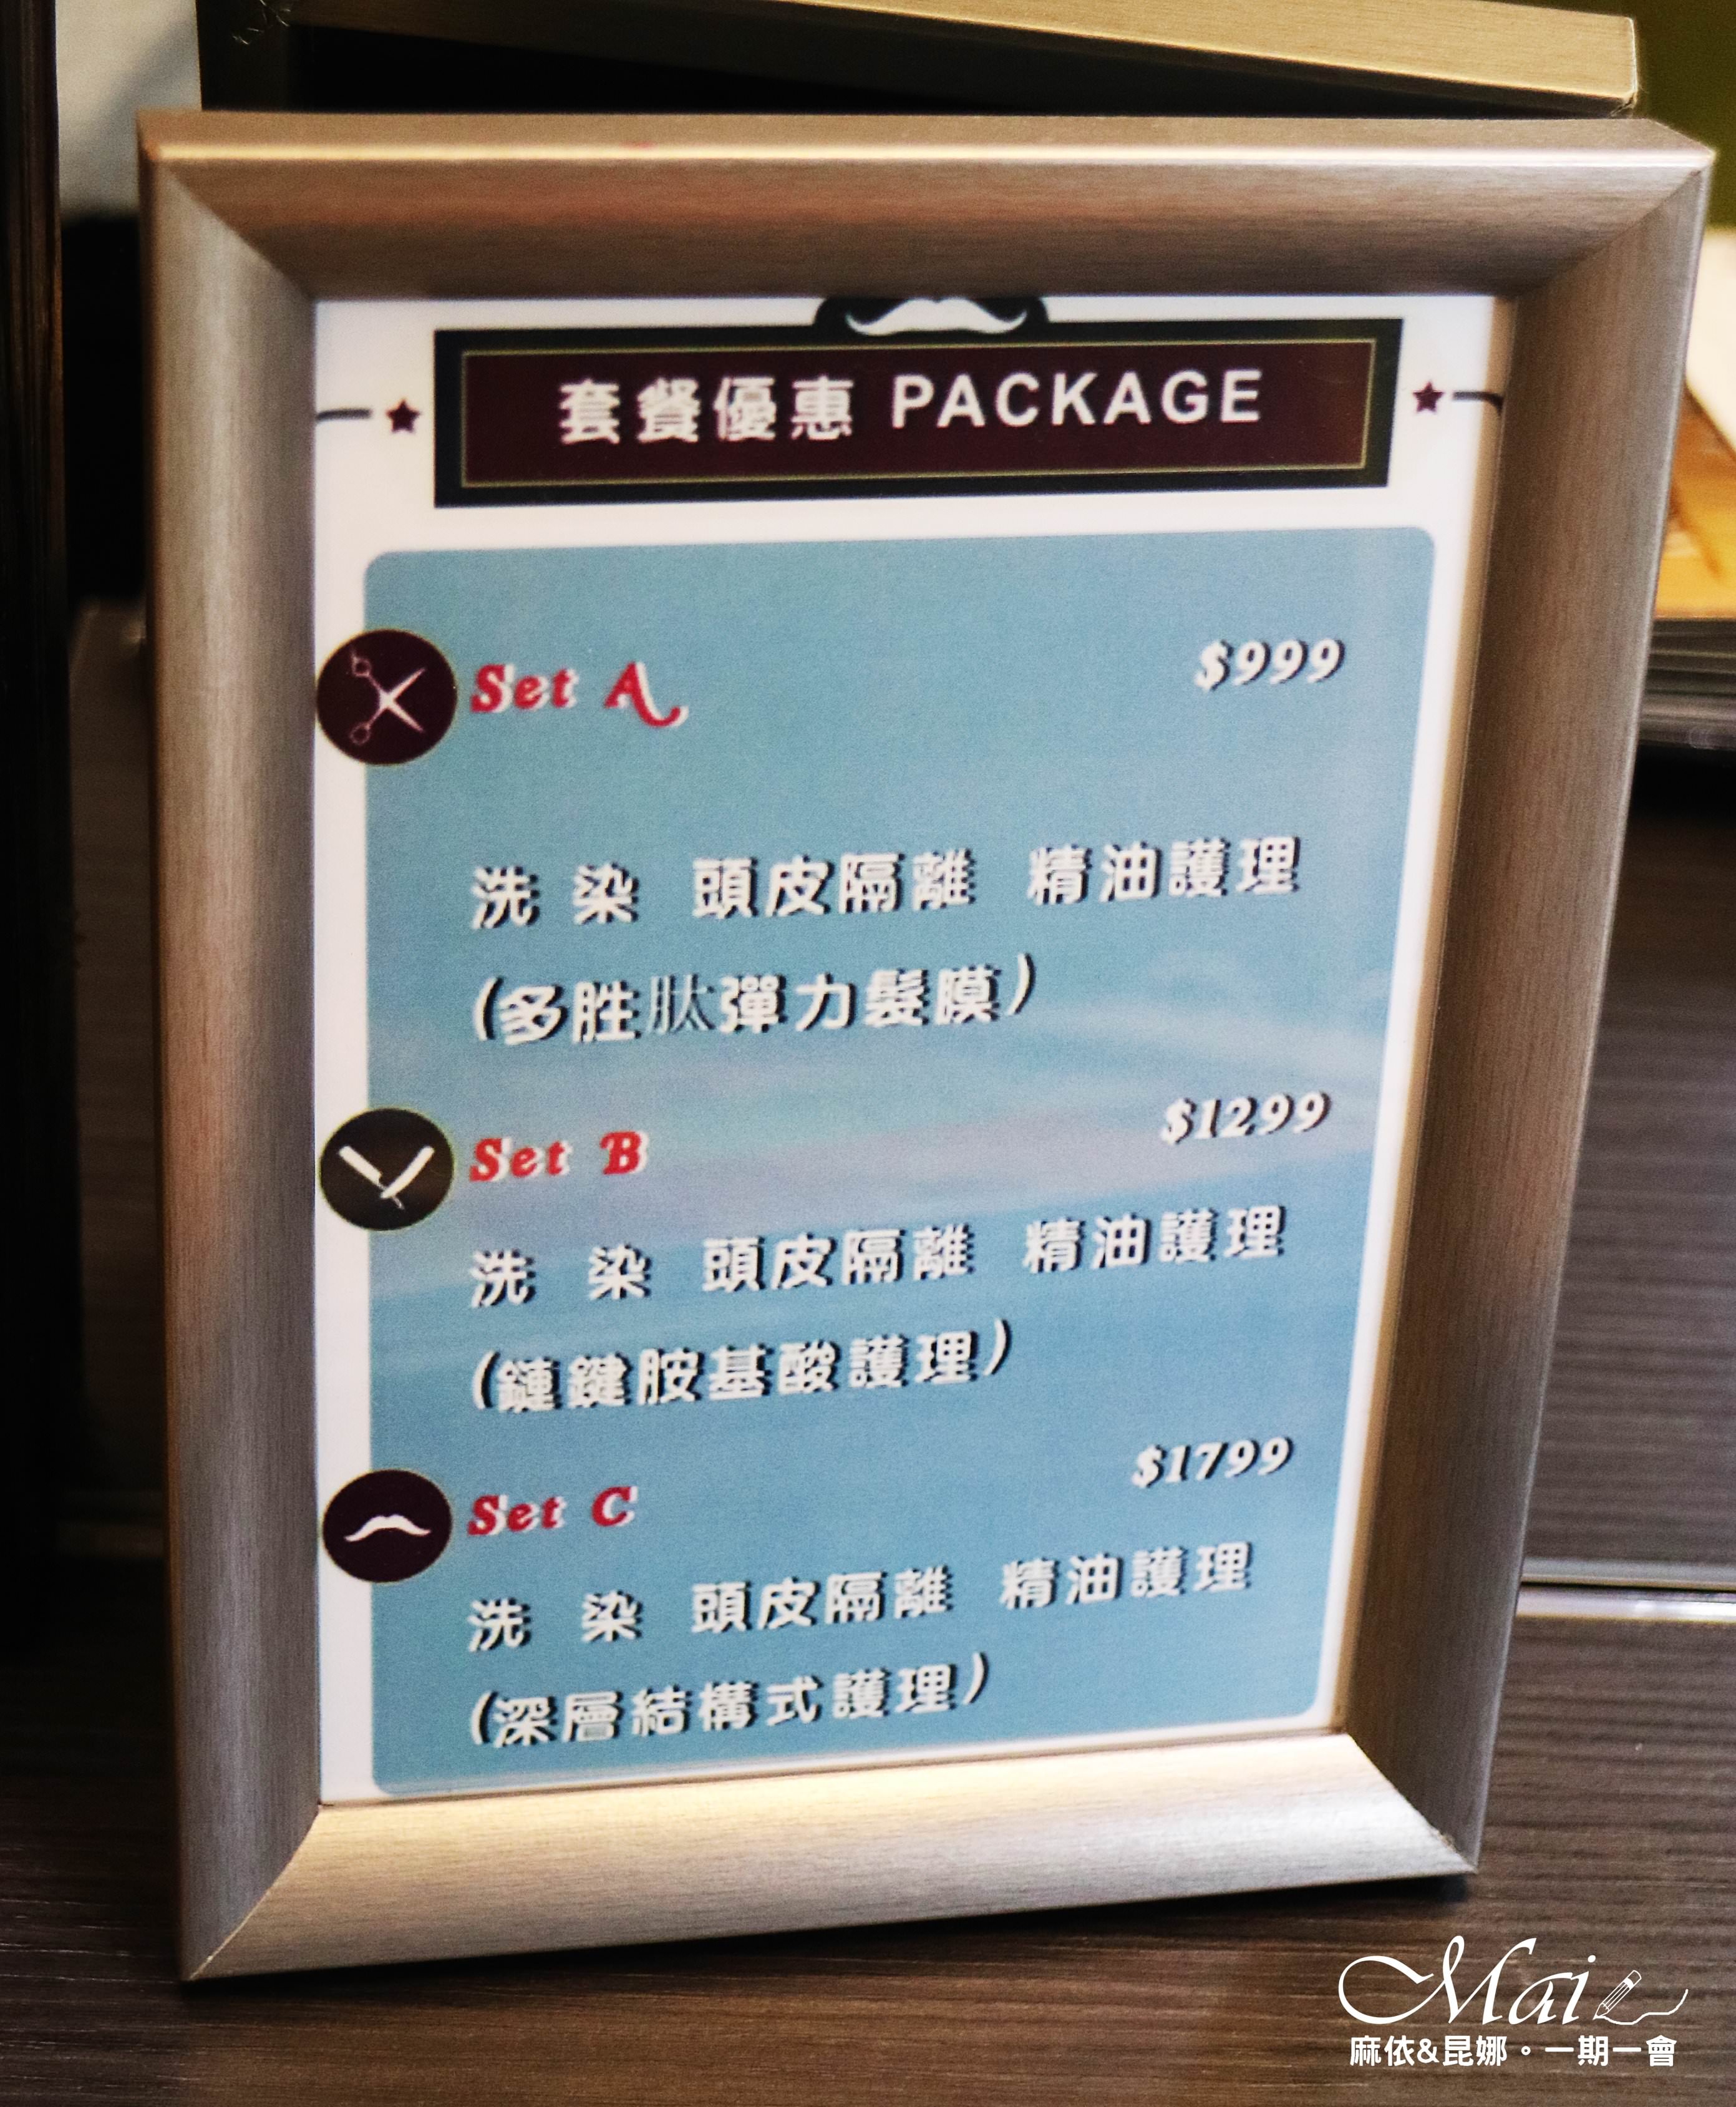 套餐優惠 PACKAGE
Set A $999
洗 染 頭皮隔離 精油護理
(多胜肽彈力髮膜)
Set B $1299
洗 染 頭皮隔離 精油護理
(鏈鍵胺基酸護理)
Set C $1799
洗 染 頭皮隔離 精油護理
(深層結構式護理)
Mai
麻依&昆娜。一期一會